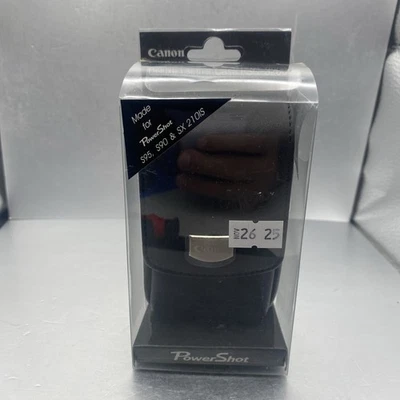 Canon
Made
for
PowerShot
S95, S90 & SX 210IS
26 25
PowerShot